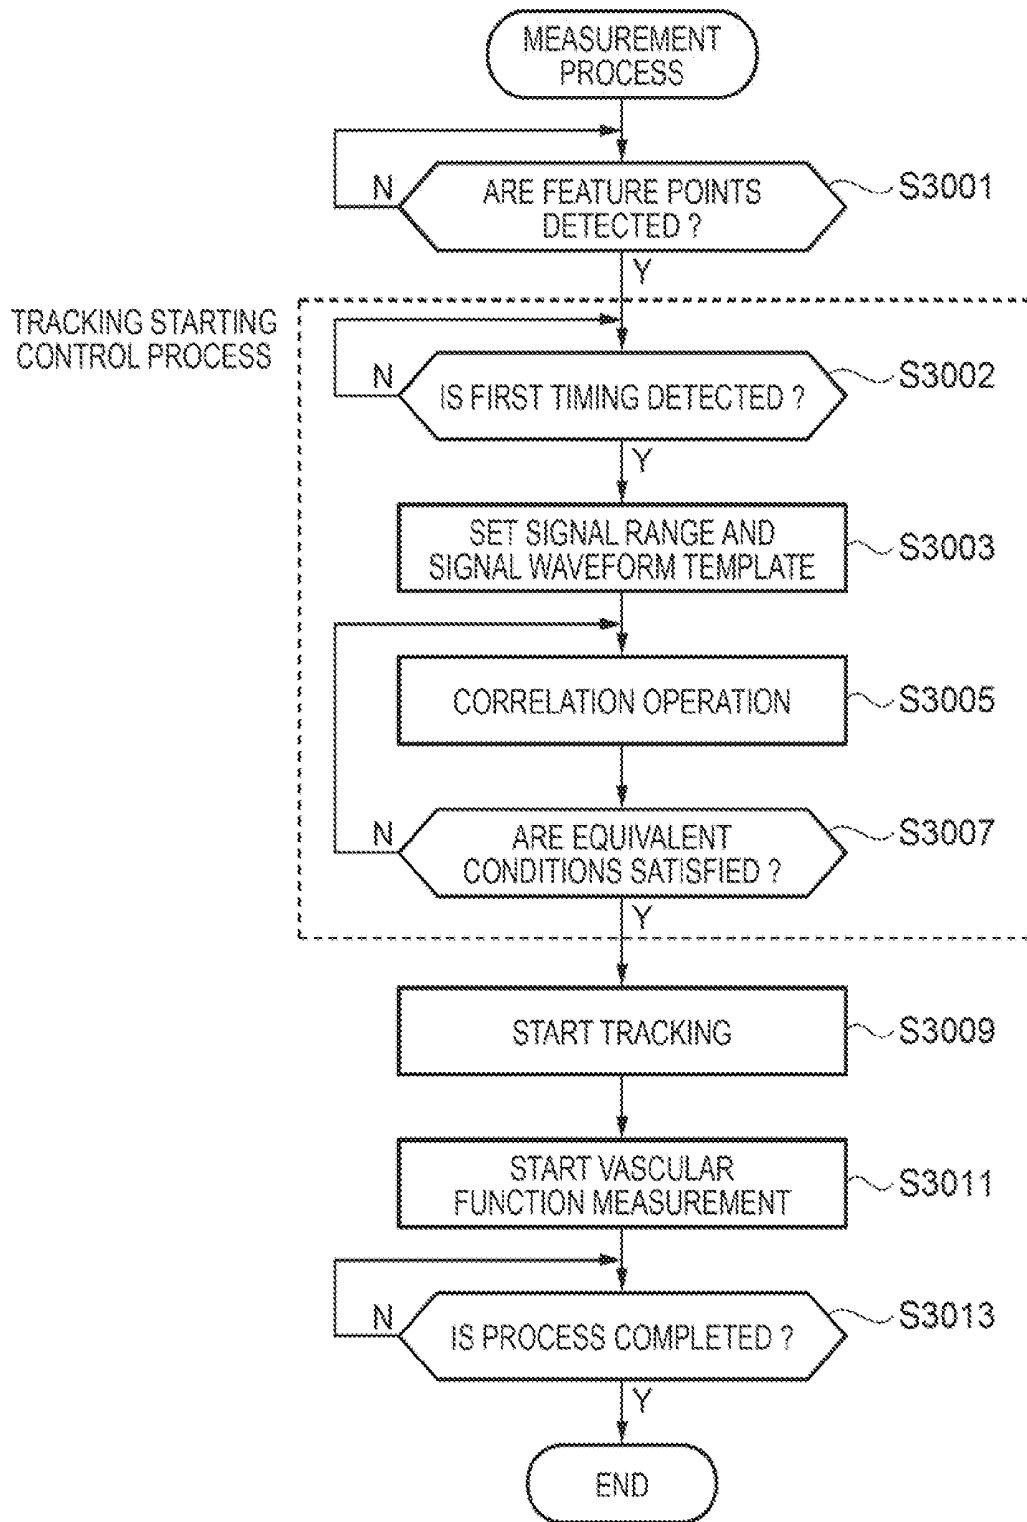 MEASUREMENT
PROCESS
N
ARE FEATURE POINTS
DETECTED ?
S3001
Y
TRACKING STARTING
CONTROL PROCESS
N
IS FIRST TIMING DETECTED ?
S3002
Y
SET SIGNAL RANGE AND
SIGNAL WAVEFORM TEMPLATE
S3003
CORRELATION OPERATION
S3005
N
ARE EQUIVALENT
CONDITIONS SATISFIED ?
S3007
Y
START TRACKING
S3009
START VASCULAR
FUNCTION MEASUREMENT
S3011
N
IS PROCESS COMPLETED ?
S3013
Y
END